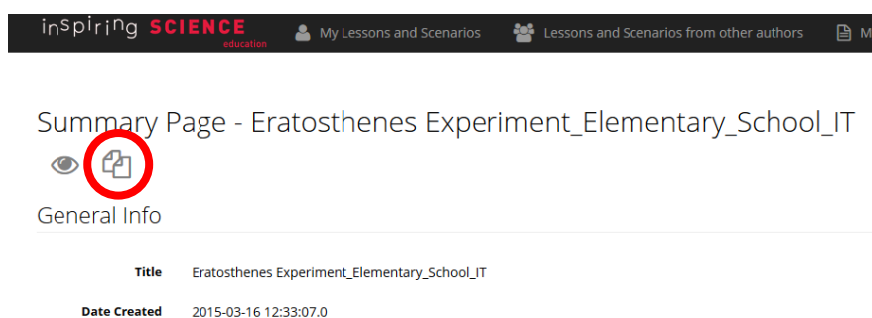 inspiring SCIENCE education My Lessons and Scenarios Lessons and Scenarios from other authors M
Summary Page - Eratosthenes Experiment_Elementary_School_IT
General Info
Title Eratosthenes Experiment_Elementary_School_IT
Date Created 2015-03-16 12:33:07.0